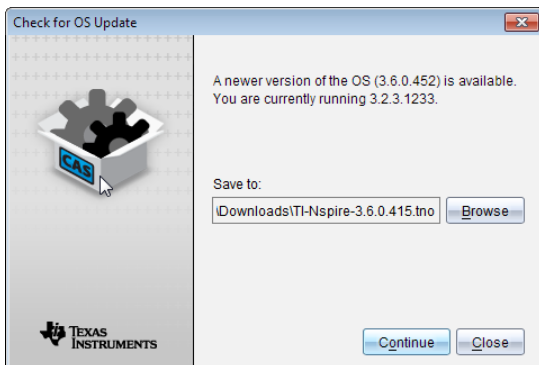 Check for OS Update
A newer version of the OS (3.6.0.452) is available.
You are currently running 3.2.3.1233.
CAS
Save to:
\Downloads\TI-Nspire-3.6.0.415.tno
Browse
TEXAS
INSTRUMENTS
Continue
Close